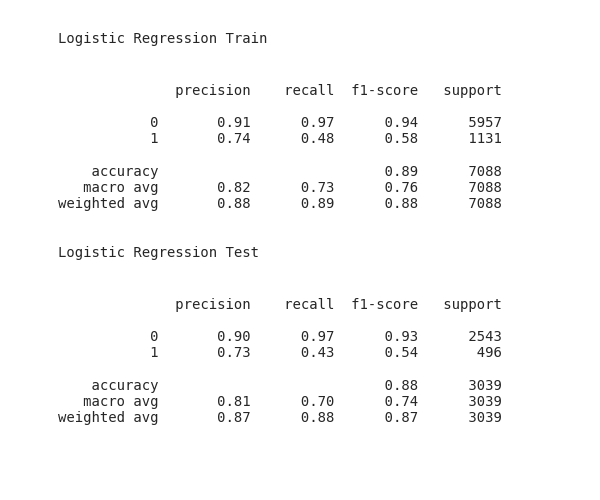 Logistic Regression Train
precision recall f1-score support
0 0.91 0.97 0.94 5957
1 0.74 0.48 0.58 1131
accuracy 0.89 7088
macro avg 0.82 0.73 0.76 7088
weighted avg 0.88 0.89 0.88 7088
Logistic Regression Test
precision recall f1-score support
0 0.90 0.97 0.93 2543
1 0.73 0.43 0.54 496
accuracy 0.88 3039
macro avg 0.81 0.70 0.74 3039
weighted avg 0.87 0.88 0.87 3039